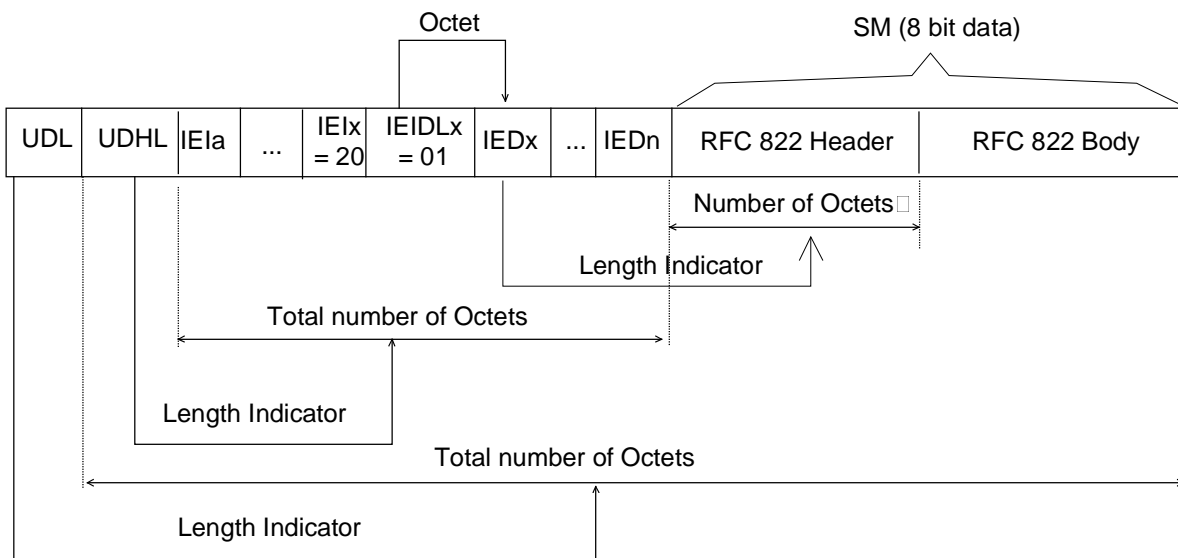 Octet
SM (8 bit data)
UDL UDHL IEIa ... IEIx = 20 IEIDLx = 01 IEDx ... IEDn RFC 822 Header RFC 822 Body
Number of Octets
Length Indicator
Total number of Octets
Length Indicator
Total number of Octets
Length Indicator